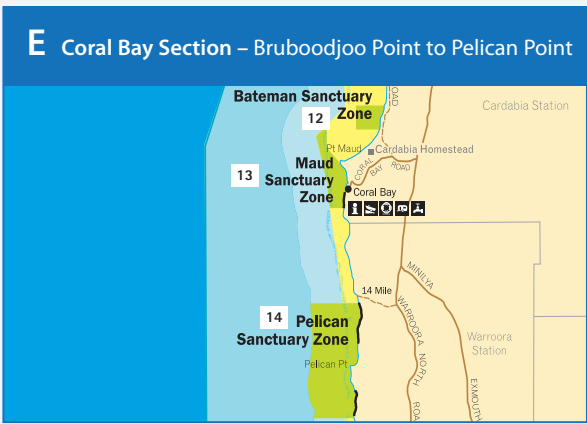 E Coral Bay Section – Bruboodjoo Point to Pelican Point
Bateman Sanctuary
Zone
12
ROAD
Cardabia Station
Pt Maud
Cardabia Homestead
CORAL
BAY
ROAD
13
Maud
Sanctuary
Zone
Coral Bay
14 Mile
MINILYA
14
Pelican
Sanctuary Zone
WARROORA
NORTH
ROA
Warroora
Station
Pelican Pt
EXMOUTH